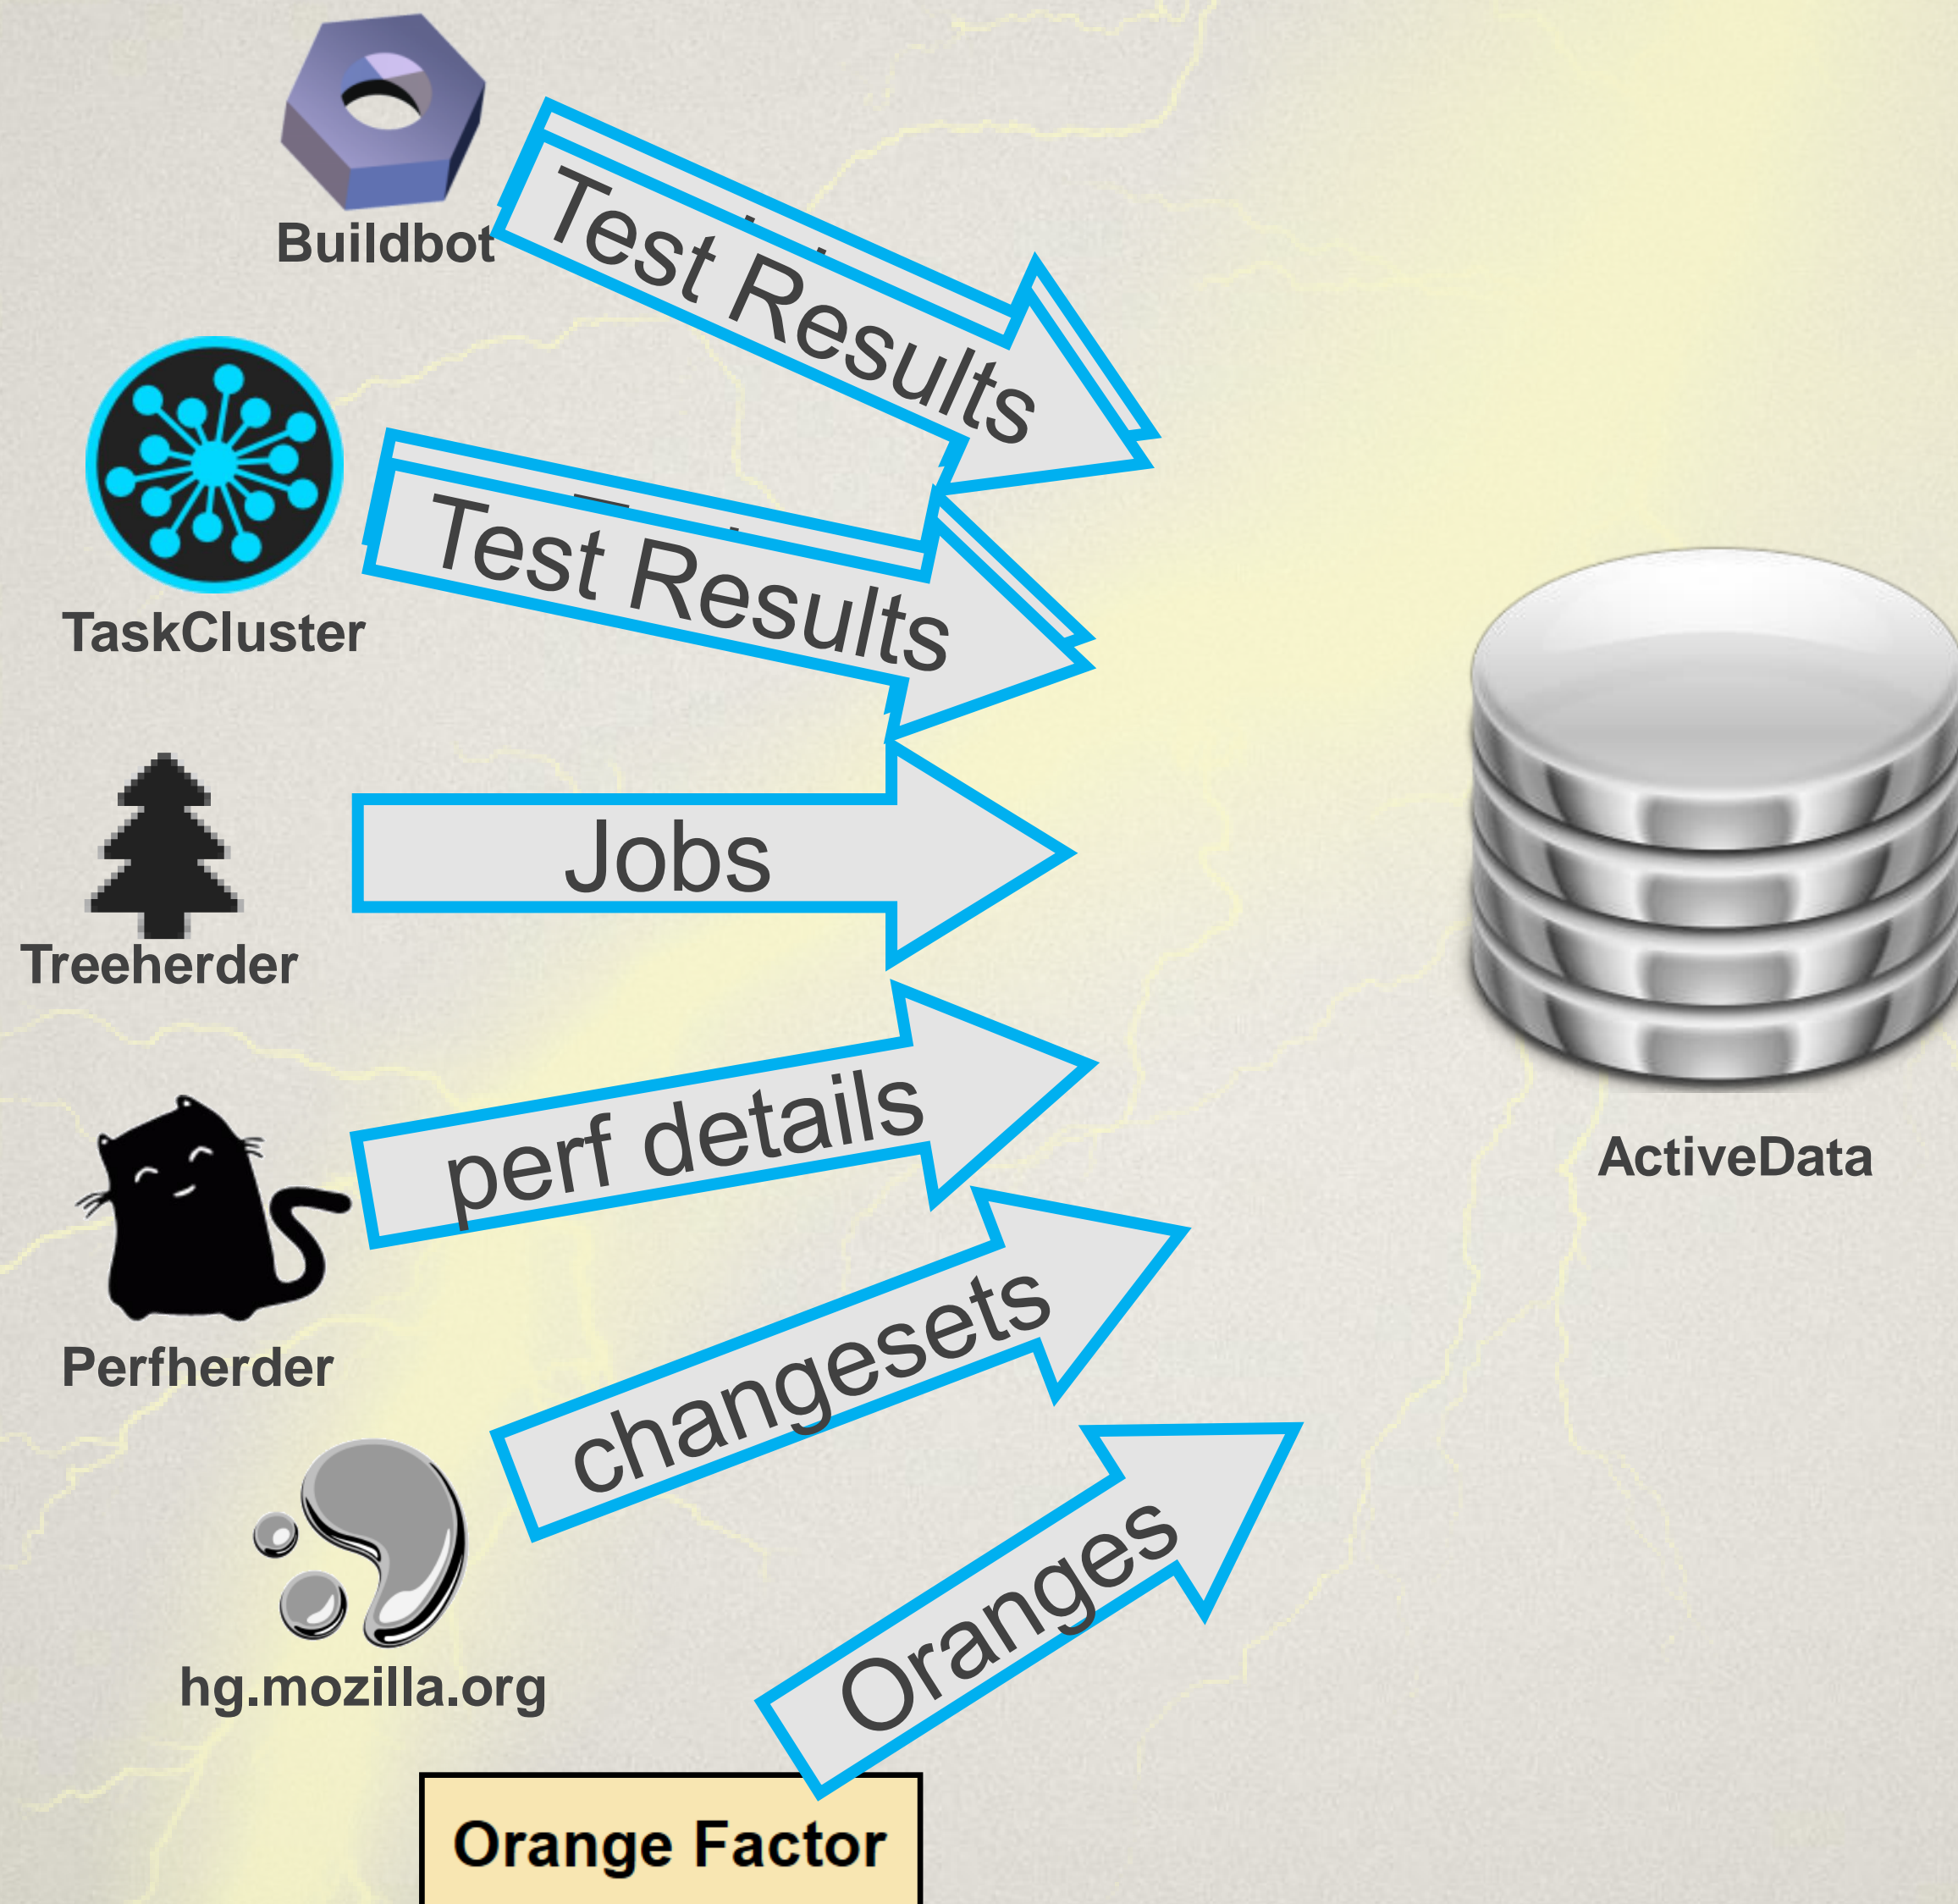 Buildbot
Test Results
TaskCluster
Test Results
Treeherder
Jobs
Perfherder
perf details
hg.mozilla.org
changesets
Orange Factor
Oranges
ActiveData